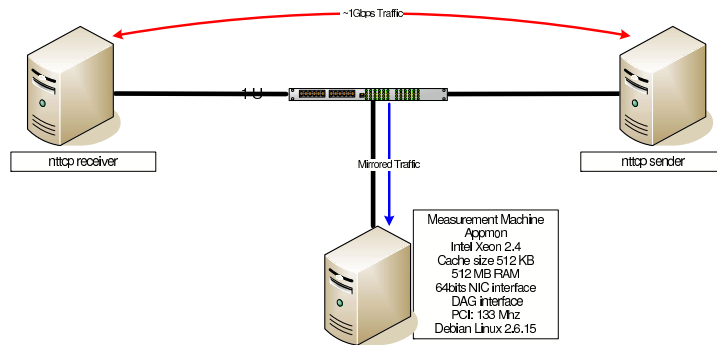 ~1Gbps Traffic
1 U
nttcp receiver
nttcp sender
Mirrored Traffic
Measurement Machine
Appmon
Intel Xeon 2.4
Cache size 512 KB
512 MB RAM
64bits NIC interface
DAG interface
PCI: 133 Mhz
Debian Linux 2.6.15